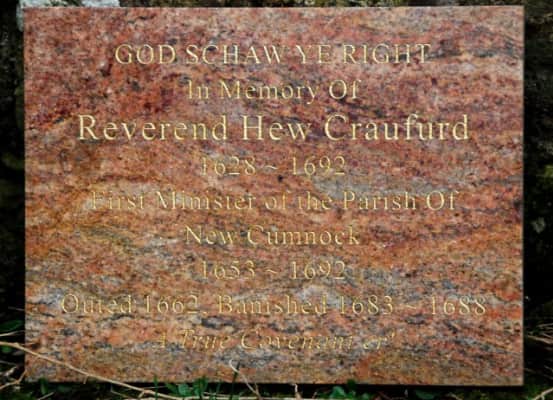 GOD SCHAW YE RIGHT
In Memory Of
Reverend Hew Craufurd
1628 ~ 1692
First Minister of the Parish Of
New Cumnock
1653 ~ 1692
Outed 1662, Banished 1683 ~ 1688
'A True Covenanter'